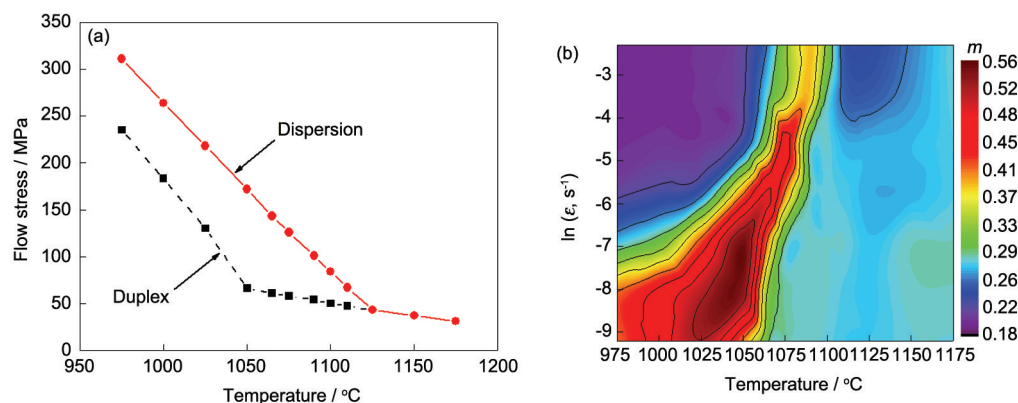 (a)
350
300
250
200
150
100
50
0
Flow stress / MPa
Dispersion
Duplex
950 1000 1050 1100 1150 1200
Temperature / °C
(b)
-3
-4
-5
-6
-7
-8
-9
ln (ε, s⁻¹)
975 1000 1025 1050 1075 1100 1125 1150 1175
Temperature / °C
m
0.56
0.52
0.48
0.45
0.41
0.37
0.33
0.29
0.26
0.22
0.18